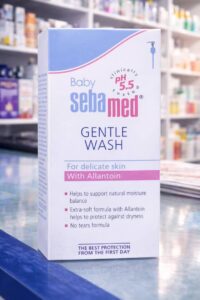 Baby
sebamed®
clinically
pH
5.5
GENTLE
WASH
For delicate skin
With Allantoin
• Helps to support natural moisture
balance
• Extra-soft formula with Allantoin
helps to protect against dryness
• No tears formula
THE BEST PROTECTION
FROM THE FIRST DAY